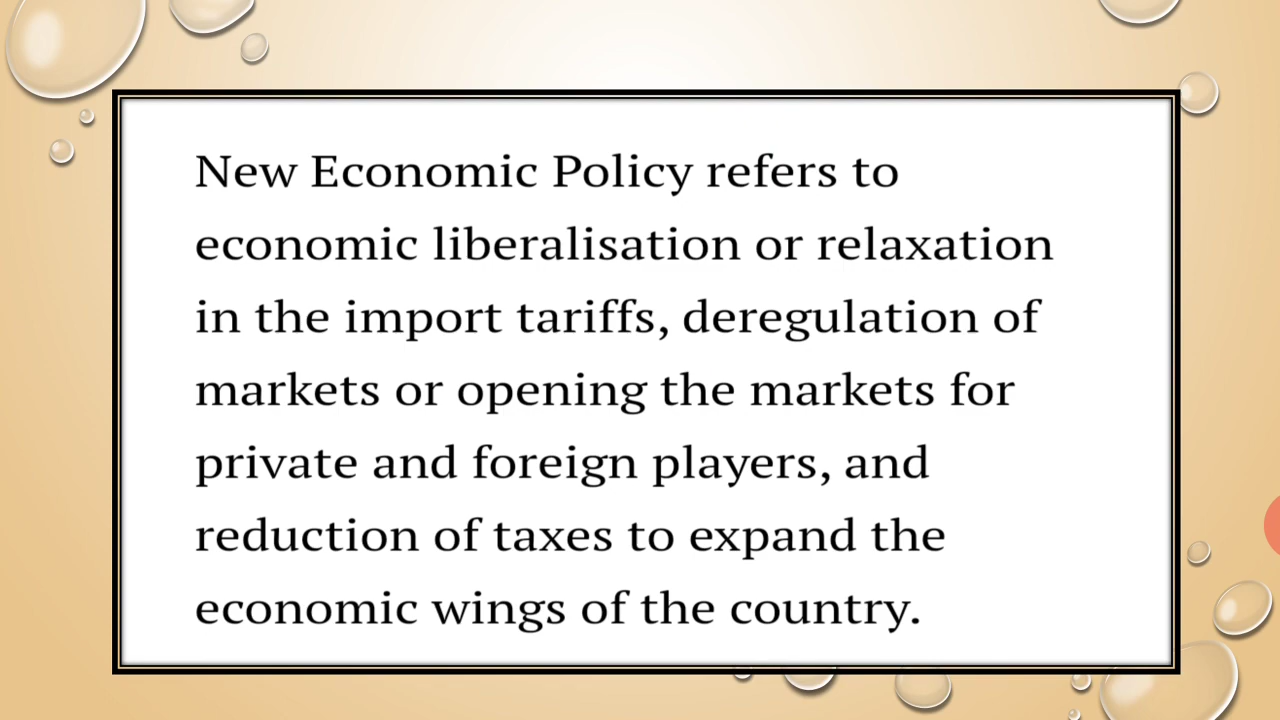 New Economic Policy refers to
economic liberalisation or relaxation
in the import tariffs, deregulation of
markets or opening the markets for
private and foreign players, and
reduction of taxes to expand the
economic wings of the country.